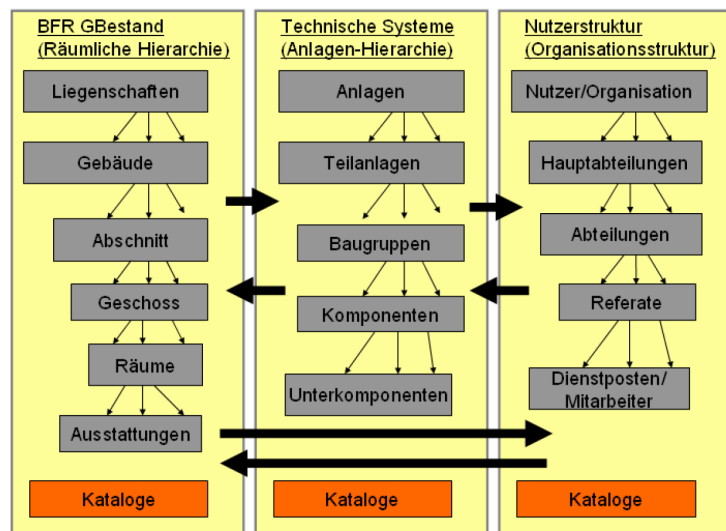 BFR GBestand
(Räumliche Hierarchie)
Liegenschaften
Gebäude
Abschnitt
Geschoss
Räume
Ausstattungen
Kataloge
Technische Systeme
(Anlagen-Hierarchie)
Anlagen
Teilanlagen
Baugruppen
Komponenten
Unterkomponenten
Kataloge
Nutzerstruktur
(Organisationsstruktur)
Nutzer/Organisation
Hauptabteilungen
Abteilungen
Referate
Dienstposten/
Mitarbeiter
Kataloge